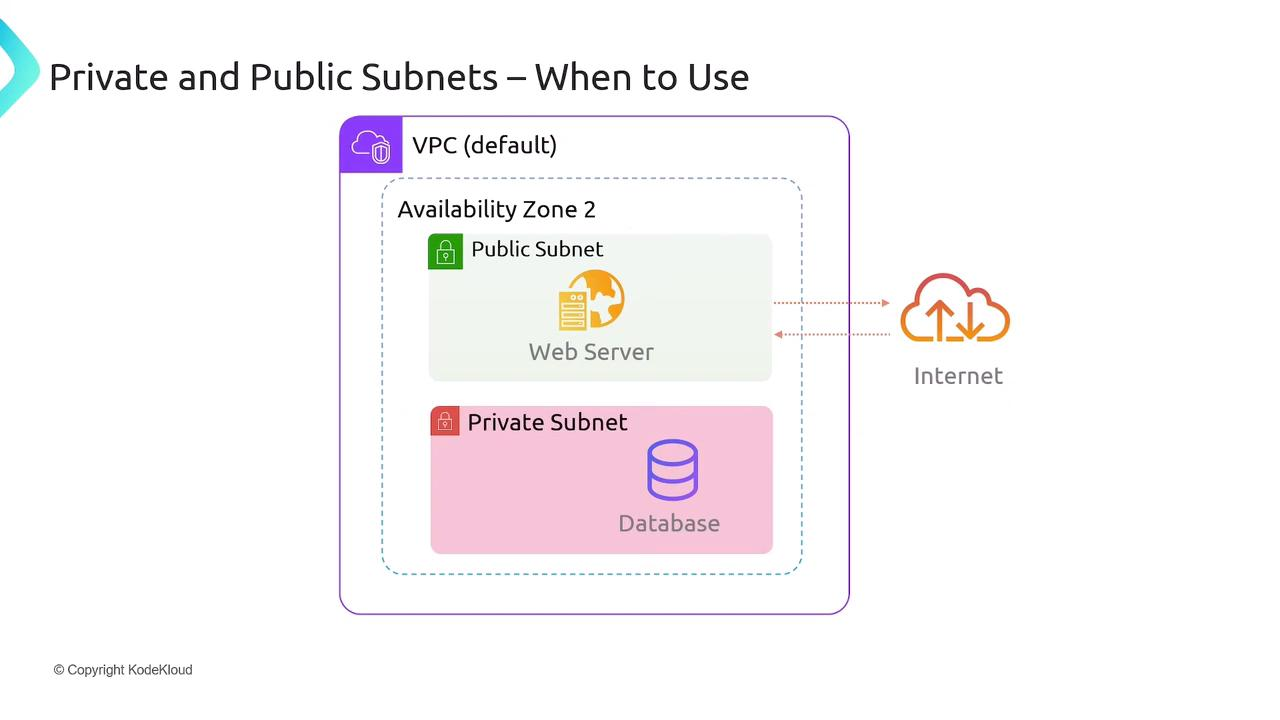 Private and Public Subnets – When to Use
VPC (default)
Availability Zone 2
Public Subnet
Web Server
Internet
Private Subnet
Database
© Copyright KodeKloud